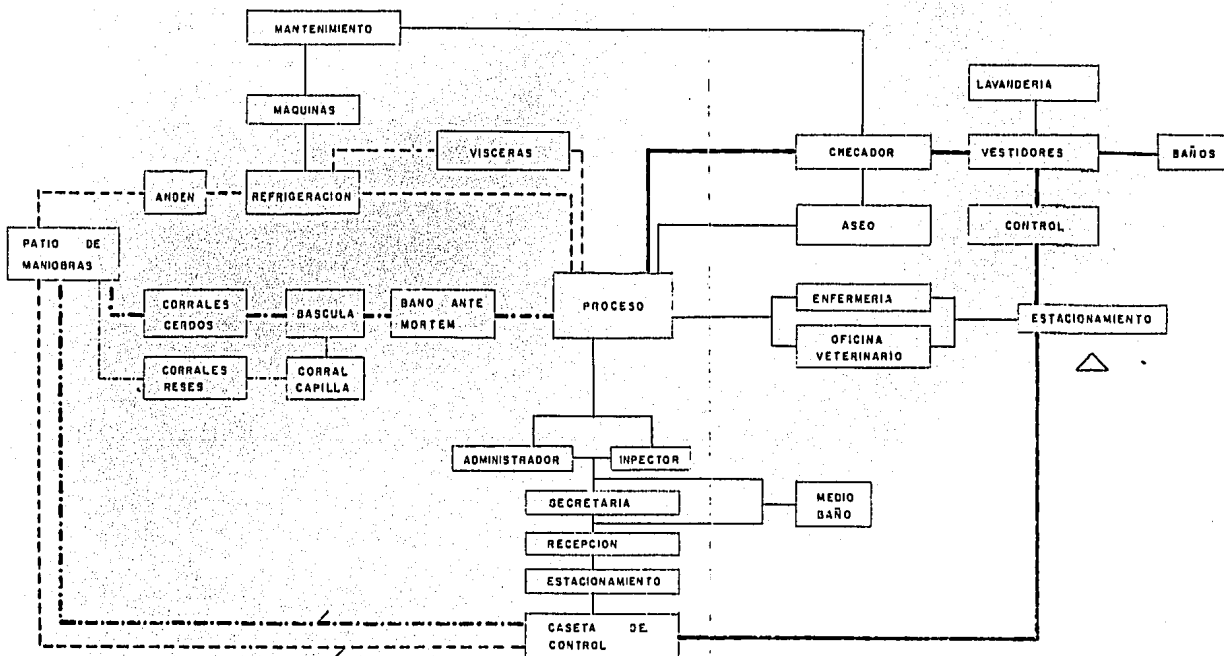 MANTENIMIENTO
LAVANDERIA
MAQUINAS
VISCERAS
CHECADOR
VESTIDORES
BAÑOS
ANDEN
REFRIGERACION
ASEO
CONTROL
PATIO DE
MANIOBRAS
CORRALES
CERDOS
BASCULA
BANO ANTE
MORTEM
PROCESO
ENFERMERIA
ESTACIONAMIENTO
OFICINA
VETERINARIO
CORRALES
RESES
CORRAL
CAPILLA
ADMINISTRADOR
INPECTOR
SECRETARIA
MEDIO
BAÑO
RECEPCION
ESTACIONAMIENTO
CASETA DE
CONTROL